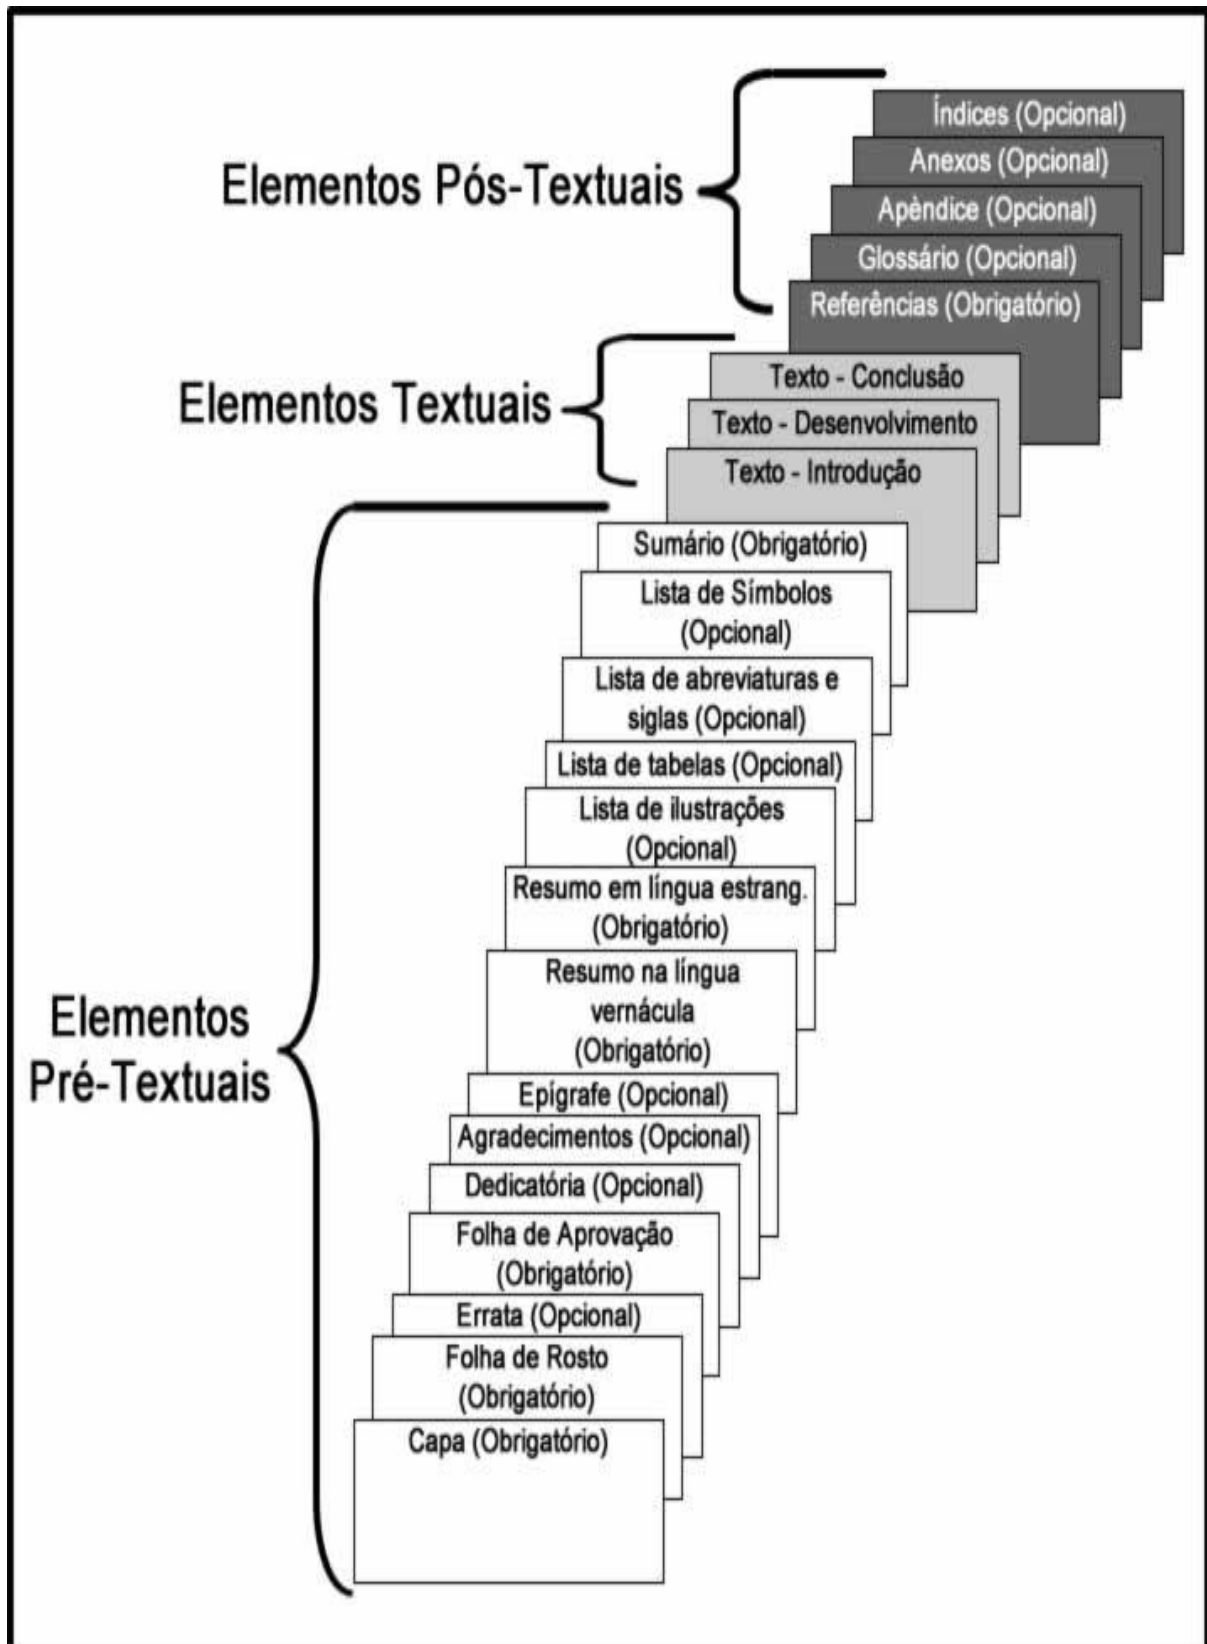 Índices (Opcional)
Anexos (Opcional)
Elementos Pós-Textuais
Apèndice (Opcional)
Glossário (Opcional)
Referências (Obrigatório)
Texto - Conclusão
Elementos Textuais
Texto - Desenvolvimento
Texto - Introdução
Sumário (Obrigatório)
Lista de Símbolos
(Opcional)
Lista de abreviaturas e
siglas (Opcional)
Lista de tabelas (Opcional)
Lista de ilustrações
(Opcional)
Resumo em língua estrang.
(Obrigatório)
Resumo na língua
vernácula
(Obrigatório)
Elementos
Pré-Textuais
Epígrafe (Opcional)
Agradecimentos (Opcional)
Dedicatória (Opcional)
Folha de Aprovação
(Obrigatório)
Errata (Opcional)
Folha de Rosto
(Obrigatório)
Capa (Obrigatório)